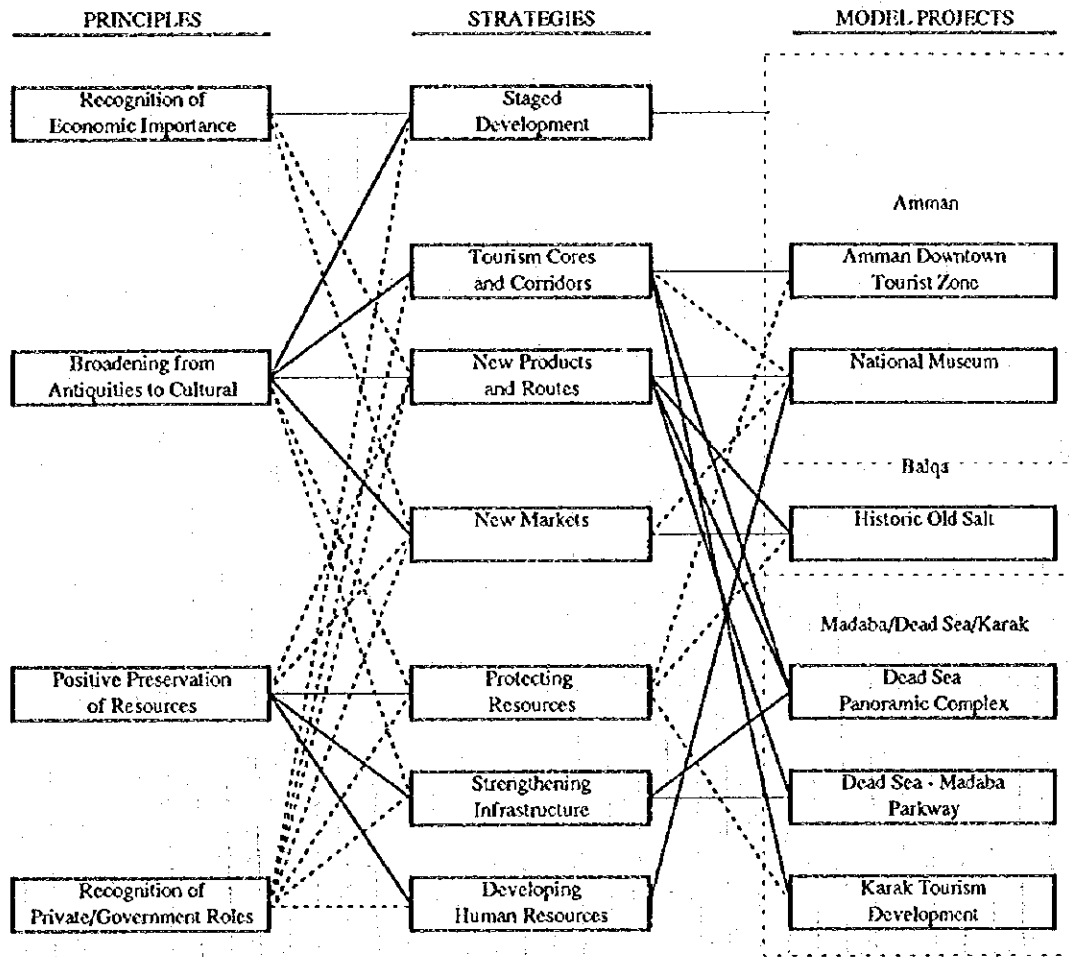 PRINCIPLES
STRATEGIES
MODEL PROJECTS
Recognition of
Economic Importance
Staged
Development
Amman
Tourism Cores
and Corridors
Amman Downtown
Tourist Zone
Broadening from
Antiquities to Cultural
New Products
and Routes
National Museum
Balqa
New Markets
Historic Old Salt
Madaba/Dead Sea/Karak
Positive Preservation
of Resources
Protecting
Resources
Dead Sea
Panoramic Complex
Strengthening
Infrastructure
Dead Sea - Madaba
Parkway
Recognition of
Private/Government Roles
Developing
Human Resources
Karak Tourism
Development